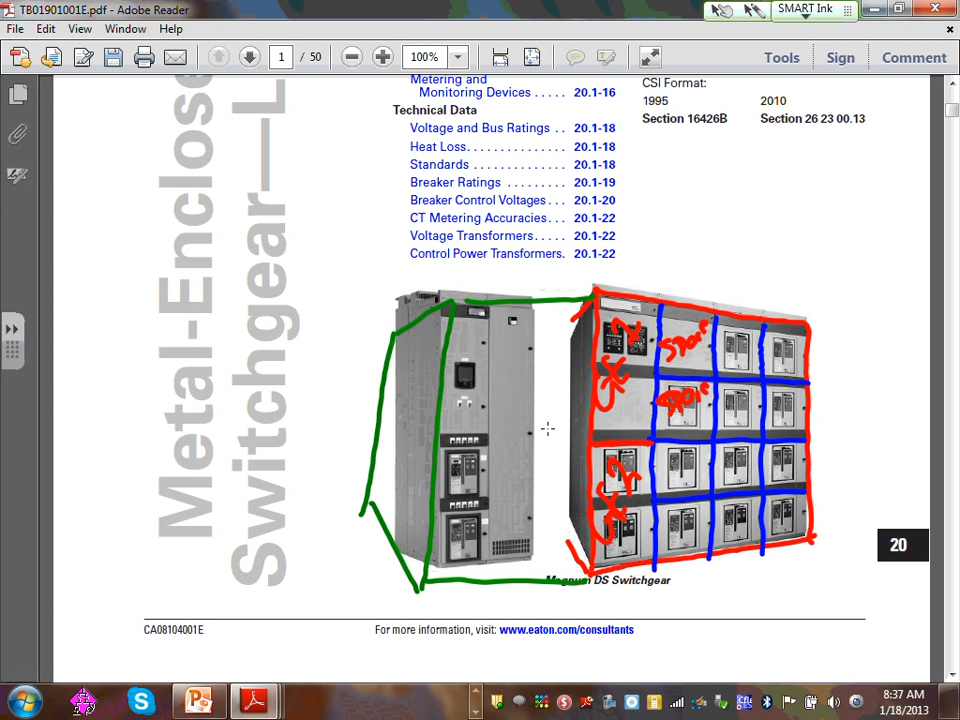 TB01901001E.pdf - Adobe Reader
SMART Ink
File Edit View Window Help
1 / 50 100% Tools Sign Comment
Metering and
Monitoring Devices . . . . . 20.1-16
Technical Data
Voltage and Bus Ratings . . 20.1-18
Heat Loss. . . . . . . . . . . . . . . 20.1-18
Standards . . . . . . . . . . . . . . 20.1-18
Breaker Ratings . . . . . . . . . 20.1-19
Breaker Control Voltages . . . 20.1-20
CT Metering Accuracies. . . 20.1-22
Voltage Transformers. . . . . 20.1-22
Control Power Transformers. 20.1-22
CSI Format:
1995 2010
Section 16426B Section 26 23 00.13
Metal-Enclos
Switchgear—L
20
Magnum DS Switchgear
CA08104001E For more information, visit: www.eaton.com/consultants
8:37 AM
1/18/2013